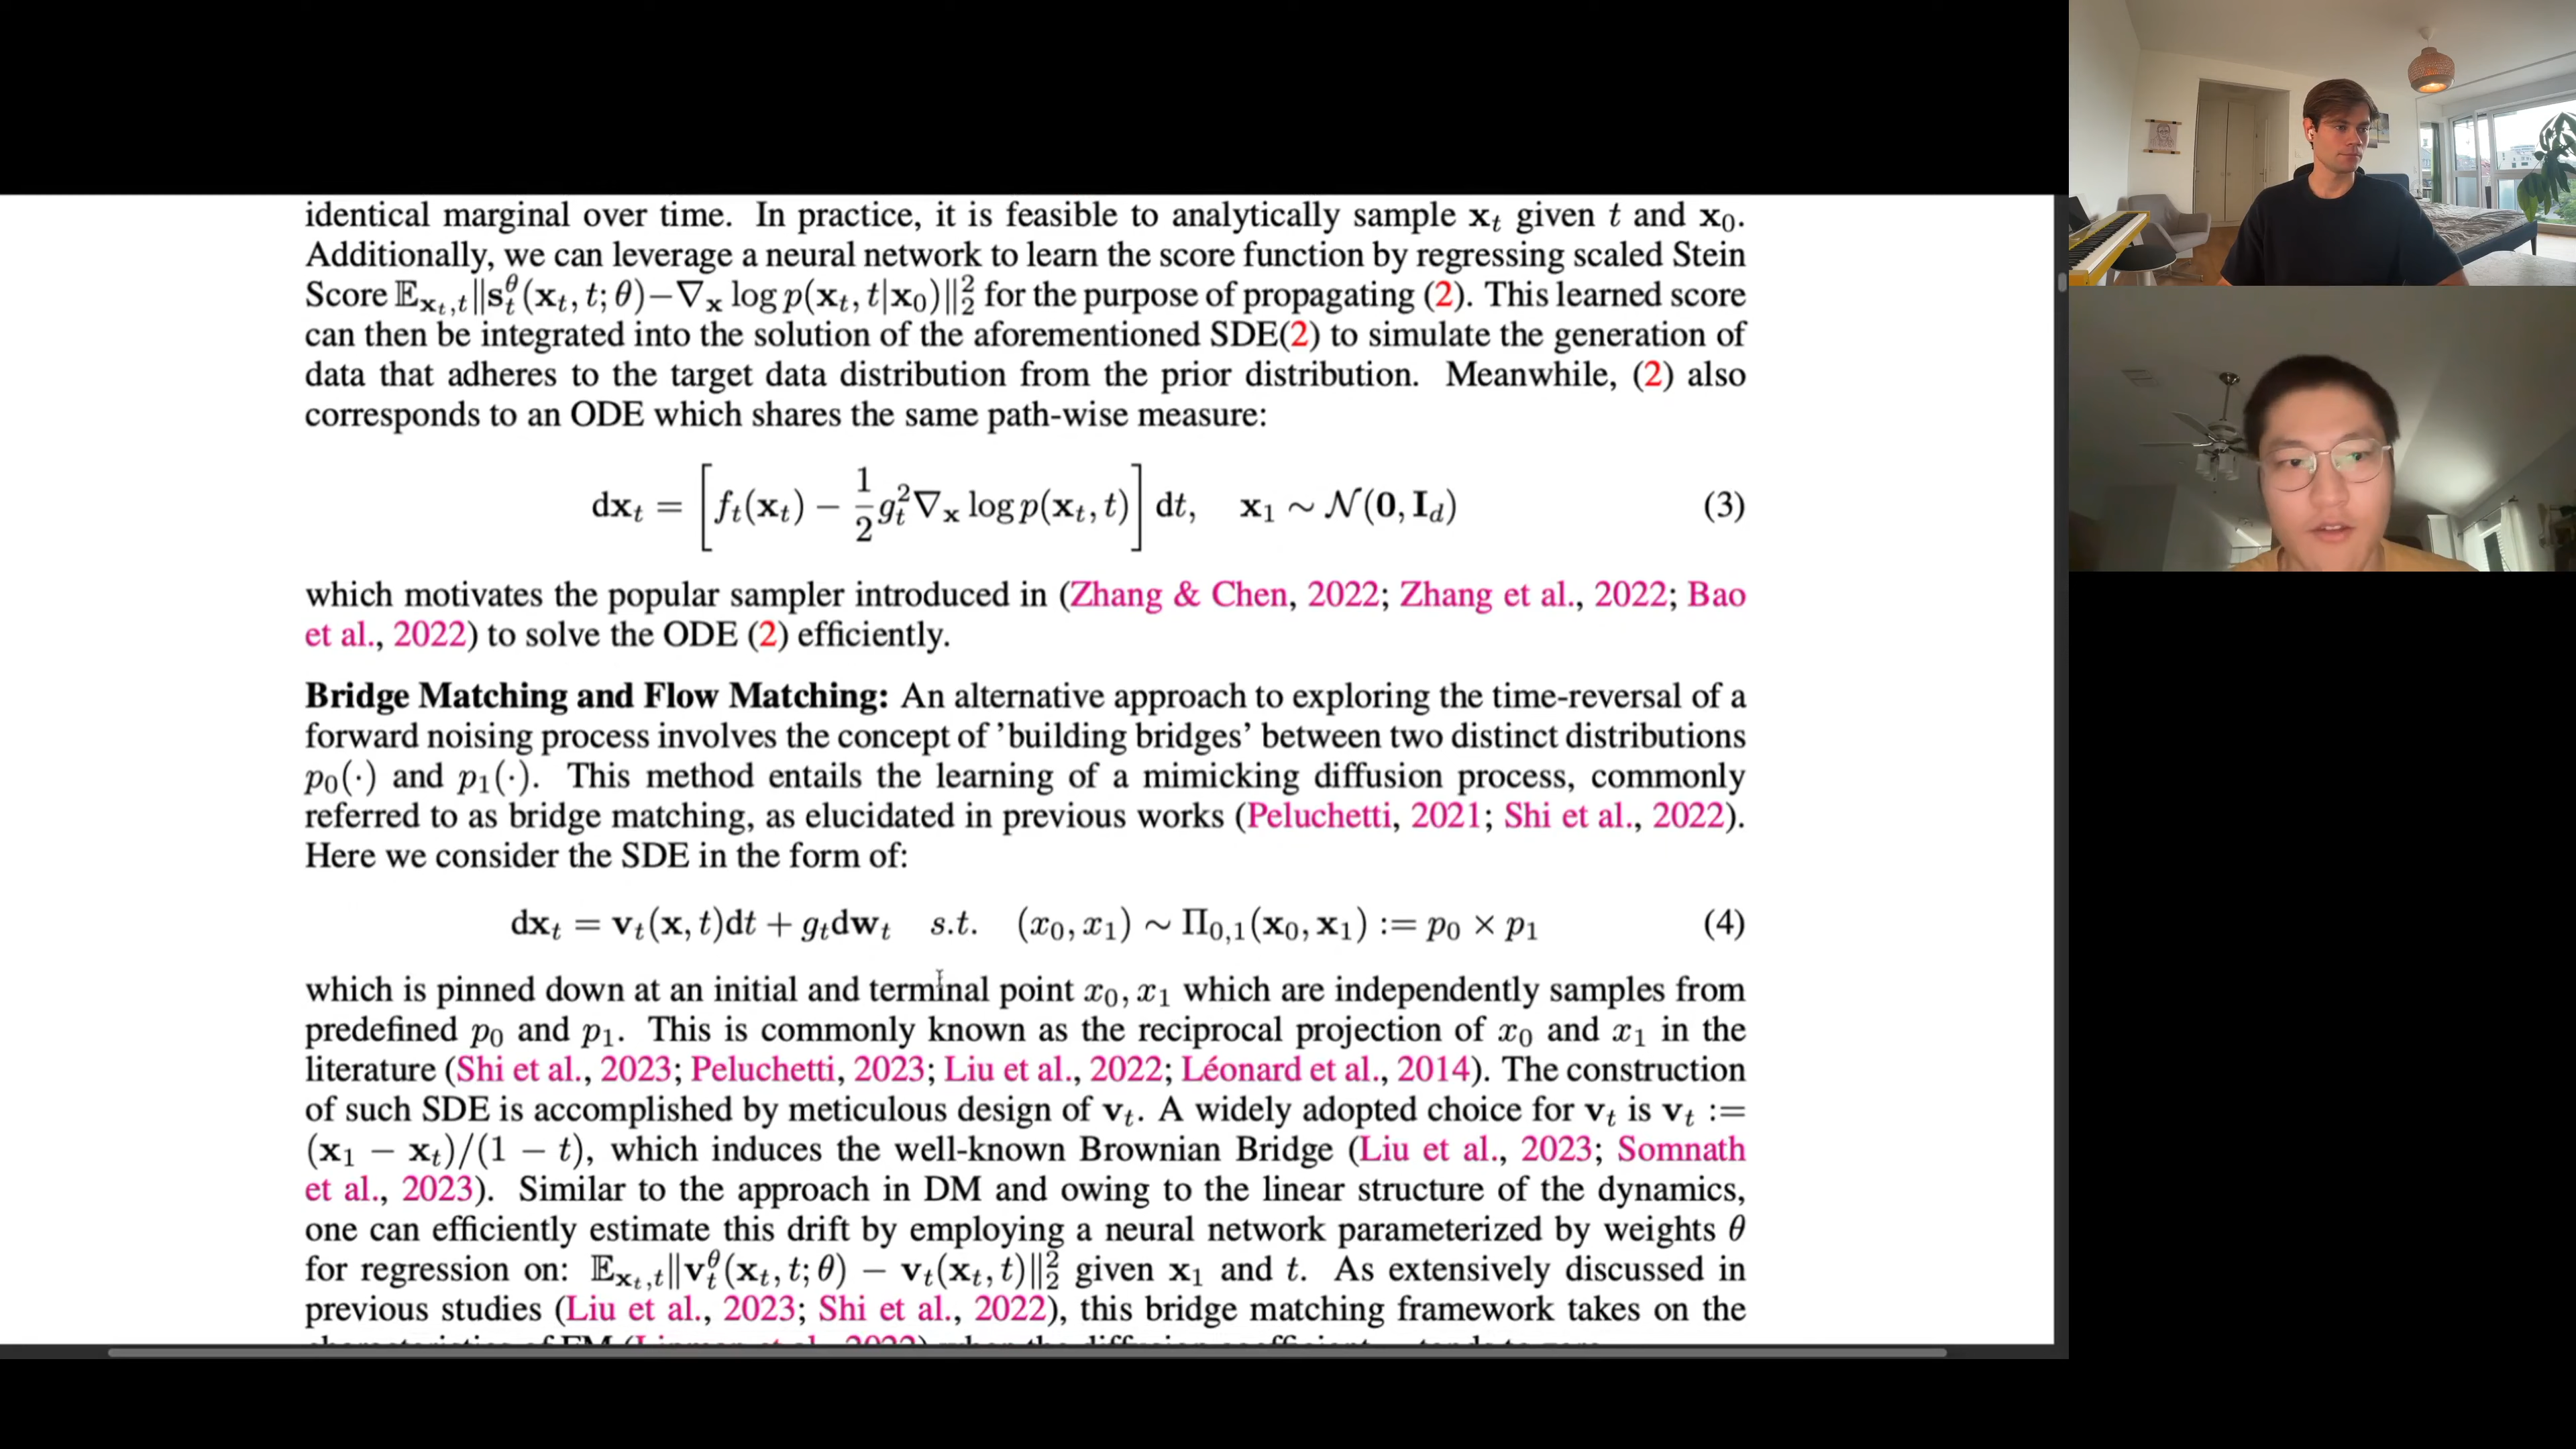 identical marginal over time. In practice, it is feasible to analytically sample x_t given t and x_0.
Additionally, we can leverage a neural network to learn the score function by regressing scaled Stein
Score 𝔼_{x_t,t}‖s_t^θ(x_t, t; θ)−∇_x log p(x_t, t|x_0)‖_2^2 for the purpose of propagating (2). This learned score
can then be integrated into the solution of the aforementioned SDE(2) to simulate the generation of
data that adheres to the target data distribution from the prior distribution. Meanwhile, (2) also
corresponds to an ODE which shares the same path-wise measure:
dx_t = [f_t(x_t) − 1/2 g_t^2 ∇_x log p(x_t, t)] dt, x_1 ∼ 𝒩(0, I_d) (3)
which motivates the popular sampler introduced in (Zhang & Chen, 2022; Zhang et al., 2022; Bao
et al., 2022) to solve the ODE (2) efficiently.
Bridge Matching and Flow Matching: An alternative approach to exploring the time-reversal of a
forward noising process involves the concept of ’building bridges’ between two distinct distributions
p_0(·) and p_1(·). This method entails the learning of a mimicking diffusion process, commonly
referred to as bridge matching, as elucidated in previous works (Peluchetti, 2021; Shi et al., 2022).
Here we consider the SDE in the form of:
dx_t = v_t(x, t)dt + g_t dw_t s.t. (x_0, x_1) ∼ Π_{0,1}(x_0, x_1) := p_0 × p_1 (4)
which is pinned down at an initial and terminal point x_0, x_1 which are independently samples from
predefined p_0 and p_1. This is commonly known as the reciprocal projection of x_0 and x_1 in the
literature (Shi et al., 2023; Peluchetti, 2023; Liu et al., 2022; Léonard et al., 2014). The construction
of such SDE is accomplished by meticulous design of v_t. A widely adopted choice for v_t is v_t :=
(x_1 − x_t)/(1 − t), which induces the well-known Brownian Bridge (Liu et al., 2023; Somnath
et al., 2023). Similar to the approach in DM and owing to the linear structure of the dynamics,
one can efficiently estimate this drift by employing a neural network parameterized by weights θ
for regression on: 𝔼_{x_t,t}‖v_t^θ(x_t, t; θ) − v_t(x_t, t)‖_2^2 given x_1 and t. As extensively discussed in
previous studies (Liu et al., 2023; Shi et al., 2022), this bridge matching framework takes on the